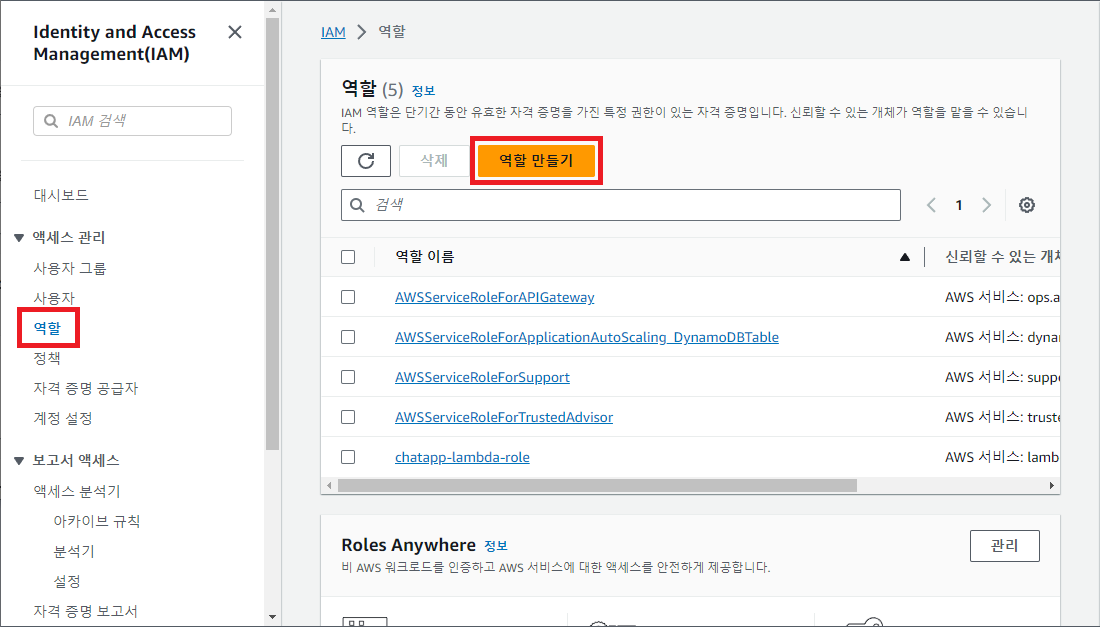 Identity and Access
Management(IAM)
IAM 검색
대시보드
액세스 관리
사용자 그룹
사용자
역할
정책
자격 증명 공급자
계정 설정
보고서 액세스
액세스 분석기
아카이브 규칙
분석기
설정
자격 증명 보고서
IAM > 역할
역할 (5) 정보
IAM 역할은 단기간 동안 유효한 자격 증명을 가진 특정 권한이 있는 자격 증명입니다. 신뢰할 수 있는 개체가 역할을 맡을 수 있습니
다.
삭제
역할 만들기
검색
1
역할 이름 신뢰할 수 있는 개체
AWSServiceRoleForAPIGateway AWS 서비스: ops.a
AWSServiceRoleForApplicationAutoScaling_DynamoDBTable AWS 서비스: dyna
AWSServiceRoleForSupport AWS 서비스: suppo
AWSServiceRoleForTrustedAdvisor AWS 서비스: truste
chatapp-lambda-role AWS 서비스: lamb
Roles Anywhere 정보
관리
비 AWS 워크로드를 인증하고 AWS 서비스에 대한 액세스를 안전하게 제공합니다.